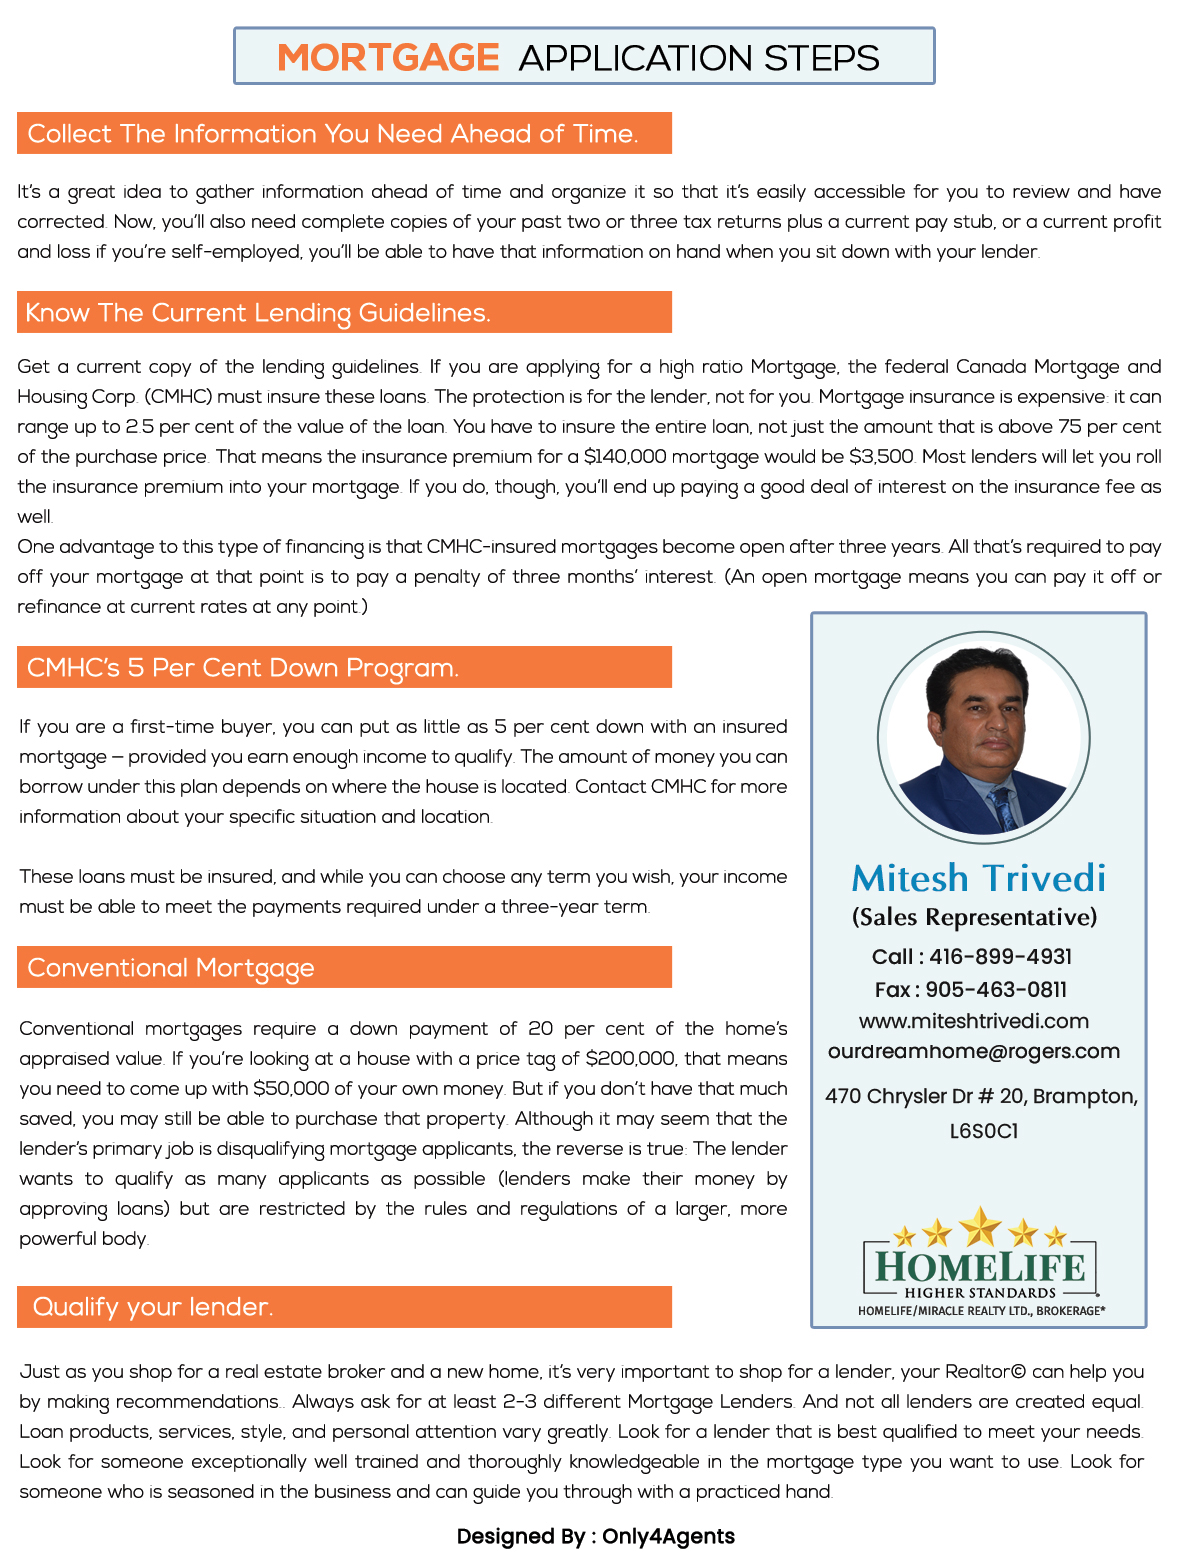 MORTGAGE APPLICATION STEPS
Collect The Information You Need Ahead of Time.
It's a great idea to gather information ahead of time and organize it so that it's easily accessible for you to review and have
corrected. Now, you'll also need complete copies of your past two or three tax returns plus a current pay stub, or a current profit
and loss if you're self-employed, you'll be able to have that information on hand when you sit down with your lender.
Know The Current Lending Guidelines.
Get a current copy of the lending guidelines. If you are applying for a high ratio Mortgage, the federal Canada Mortgage and
Housing Corp. (CMHC) must insure these loans. The protection is for the lender, not for you. Mortgage insurance is expensive: it can
range up to 2.5 per cent of the value of the loan. You have to insure the entire loan, not just the amount that is above 75 per cent
of the purchase price. That means the insurance premium for a $140,000 mortgage would be $3,500. Most lenders will let you roll
the insurance premium into your mortgage. If you do, though, you'll end up paying a good deal of interest on the insurance fee as
well.
One advantage to this type of financing is that CMHC-insured mortgages become open after three years. All that's required to pay
off your mortgage at that point is to pay a penalty of three months' interest. (An open mortgage means you can pay it off or
refinance at current rates at any point.)
CMHC's 5 Per Cent Down Program.
If you are a first-time buyer, you can put as little as 5 per cent down with an insured
mortgage – provided you earn enough income to qualify. The amount of money you can
borrow under this plan depends on where the house is located. Contact CMHC for more
information about your specific situation and location.
These loans must be insured, and while you can choose any term you wish, your income
must be able to meet the payments required under a three-year term.
Conventional Mortgage
Conventional mortgages require a down payment of 20 per cent of the home's
appraised value. If you're looking at a house with a price tag of $200,000, that means
you need to come up with $50,000 of your own money. But if you don't have that much
saved, you may still be able to purchase that property. Although it may seem that the
lender's primary job is disqualifying mortgage applicants, the reverse is true: The lender
wants to qualify as many applicants as possible (lenders make their money by
approving loans) but are restricted by the rules and regulations of a larger, more
powerful body.
Mitesh Trivedi
(Sales Representative)
Call : 416-899-4931
Fax : 905-463-0811
www.miteshtrivedi.com
ourdreamhome@rogers.com
470 Chrysler Dr # 20, Brampton,
L6S0C1
HOMELIFE
HIGHER STANDARDS
HOMELIFE/MIRACLE REALTY LTD., BROKERAGE*
Qualify your lender.
Just as you shop for a real estate broker and a new home, it's very important to shop for a lender, your Realtor© can help you
by making recommendations.. Always ask for at least 2-3 different Mortgage Lenders. And not all lenders are created equal.
Loan products, services, style, and personal attention vary greatly. Look for a lender that is best qualified to meet your needs.
Look for someone exceptionally well trained and thoroughly knowledgeable in the mortgage type you want to use. Look for
someone who is seasoned in the business and can guide you through with a practiced hand.
Designed By : Only4Agents